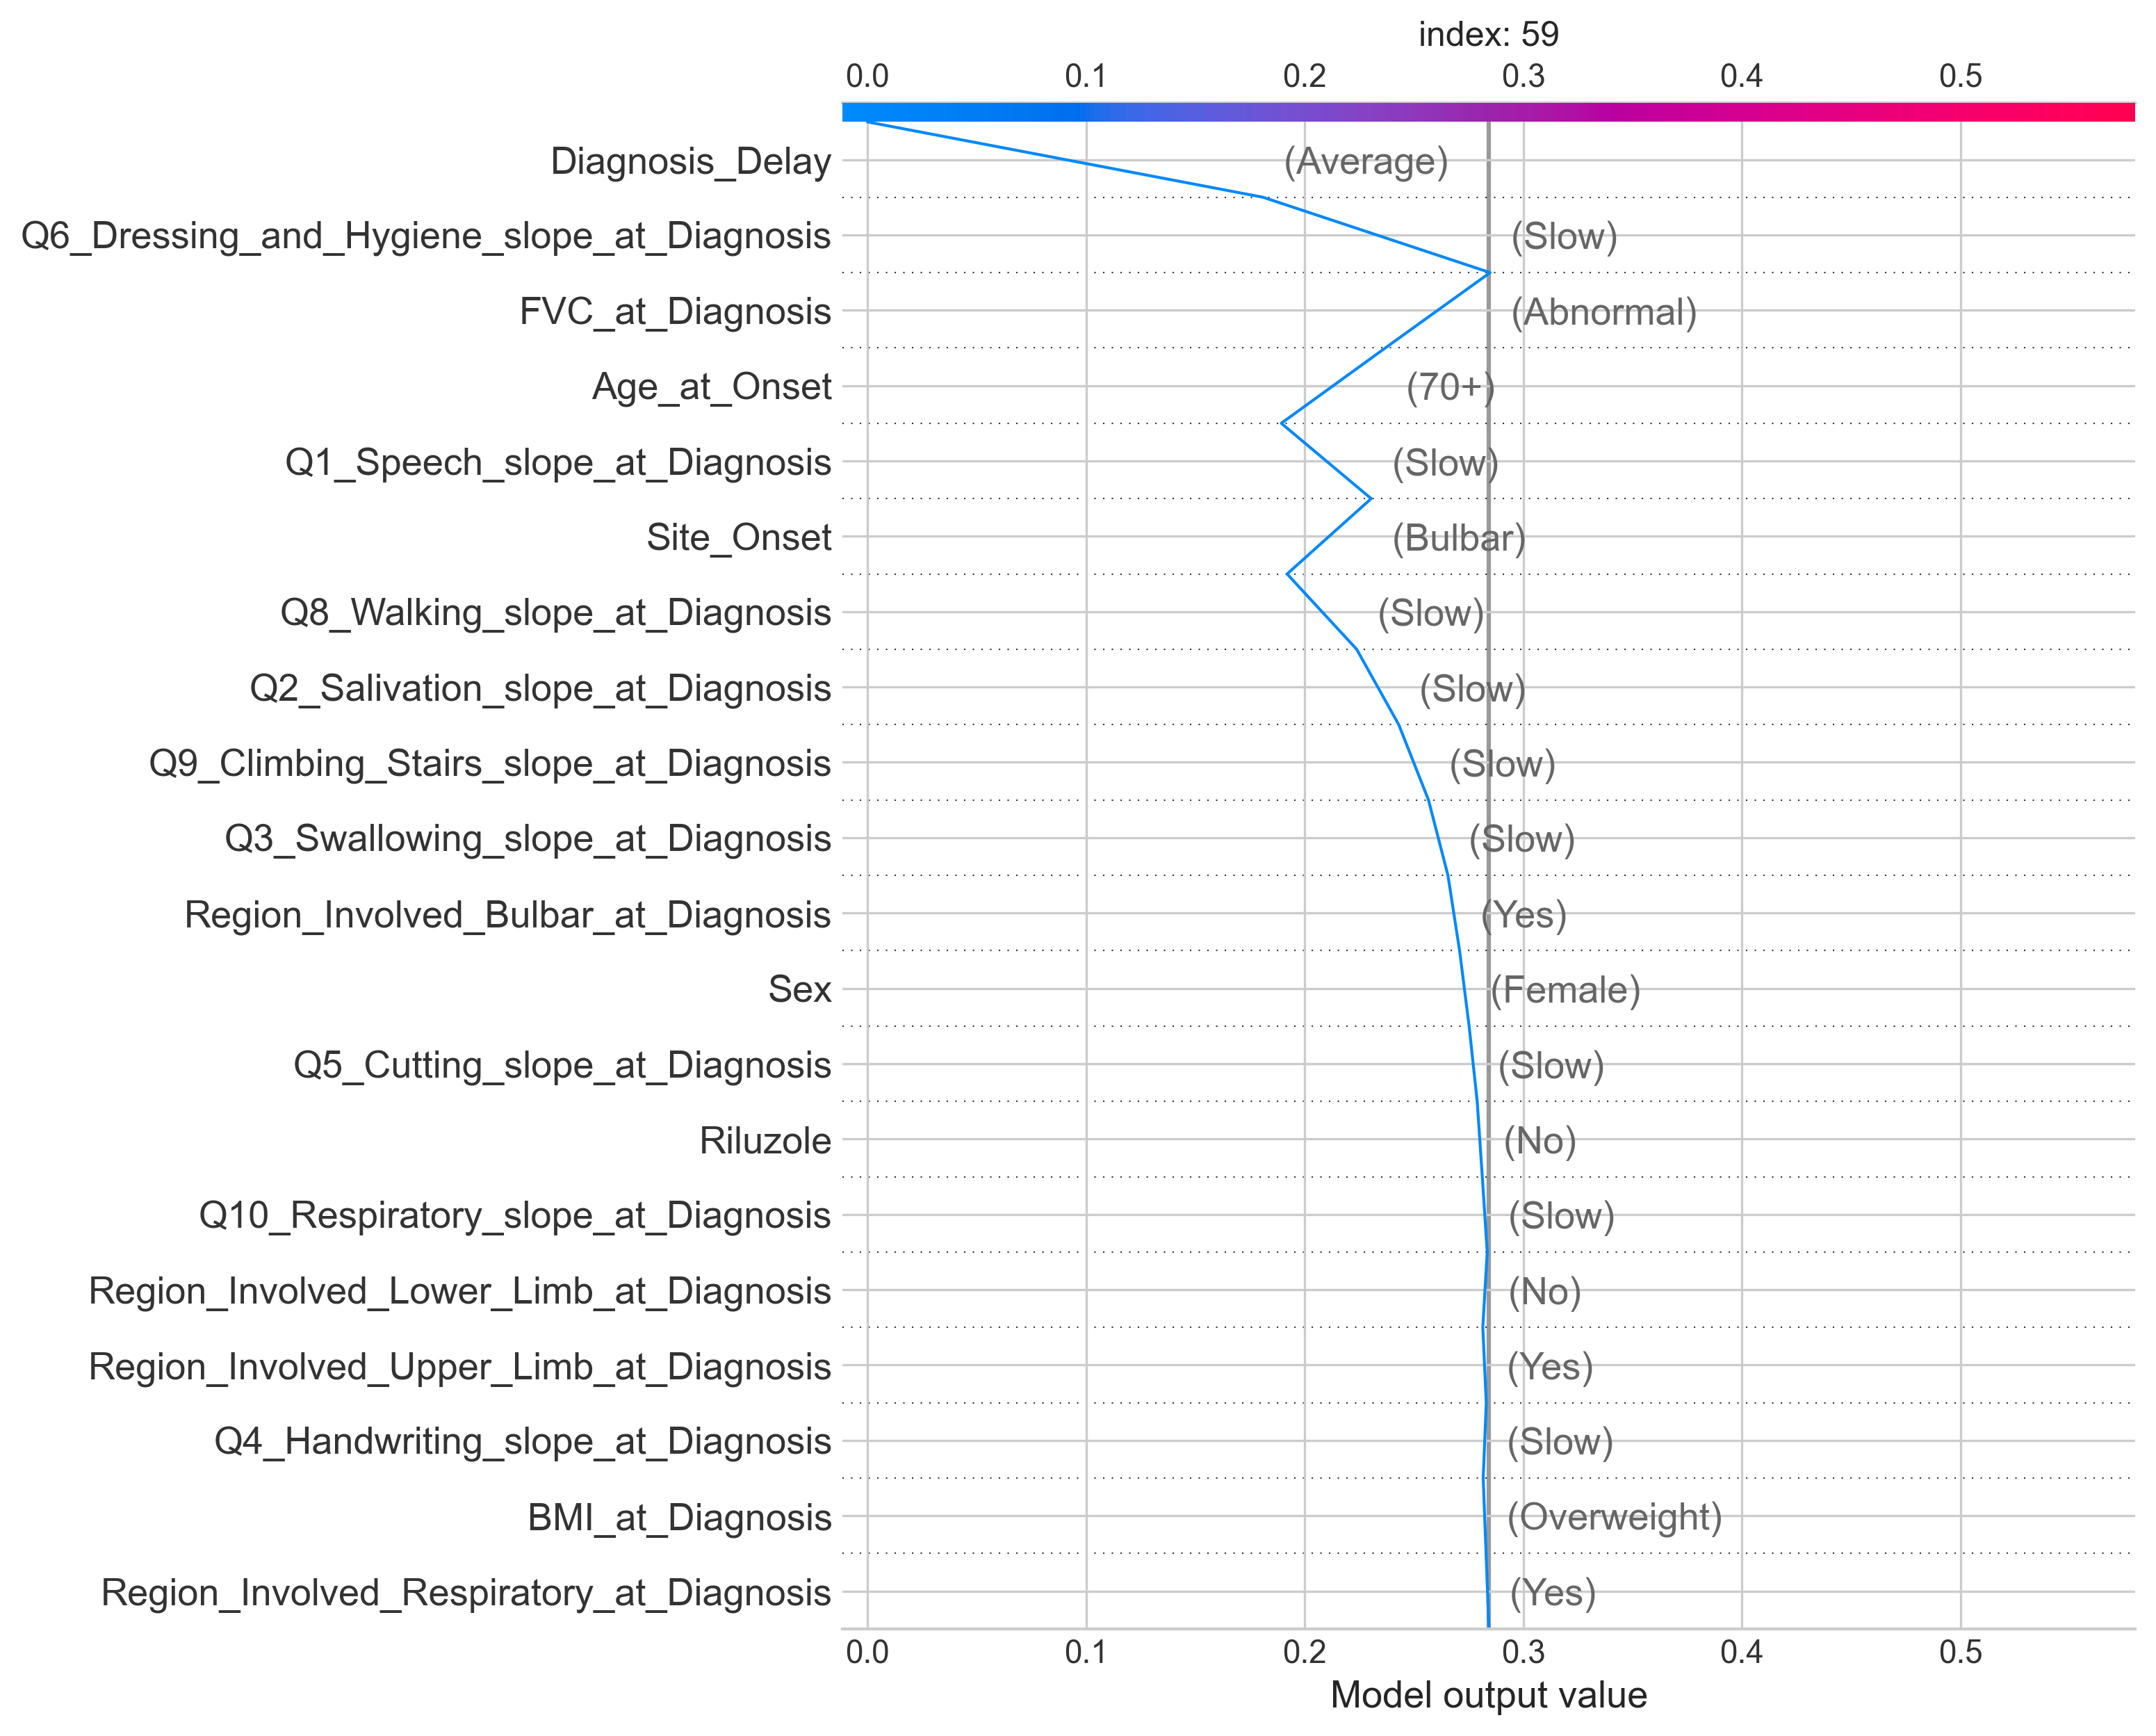 index: 59
0.0 0.1 0.2 0.3 0.4 0.5
Diagnosis_Delay (Average)
Q6_Dressing_and_Hygiene_slope_at_Diagnosis (Slow)
FVC_at_Diagnosis (Abnormal)
Age_at_Onset (70+)
Q1_Speech_slope_at_Diagnosis (Slow)
Site_Onset (Bulbar)
Q8_Walking_slope_at_Diagnosis (Slow)
Q2_Salivation_slope_at_Diagnosis (Slow)
Q9_Climbing_Stairs_slope_at_Diagnosis (Slow)
Q3_Swallowing_slope_at_Diagnosis (Slow)
Region_Involved_Bulbar_at_Diagnosis (Yes)
Sex (Female)
Q5_Cutting_slope_at_Diagnosis (Slow)
Riluzole (No)
Q10_Respiratory_slope_at_Diagnosis (Slow)
Region_Involved_Lower_Limb_at_Diagnosis (No)
Region_Involved_Upper_Limb_at_Diagnosis (Yes)
Q4_Handwriting_slope_at_Diagnosis (Slow)
BMI_at_Diagnosis (Overweight)
Region_Involved_Respiratory_at_Diagnosis (Yes)
0.0 0.1 0.2 0.3 0.4 0.5
Model output value